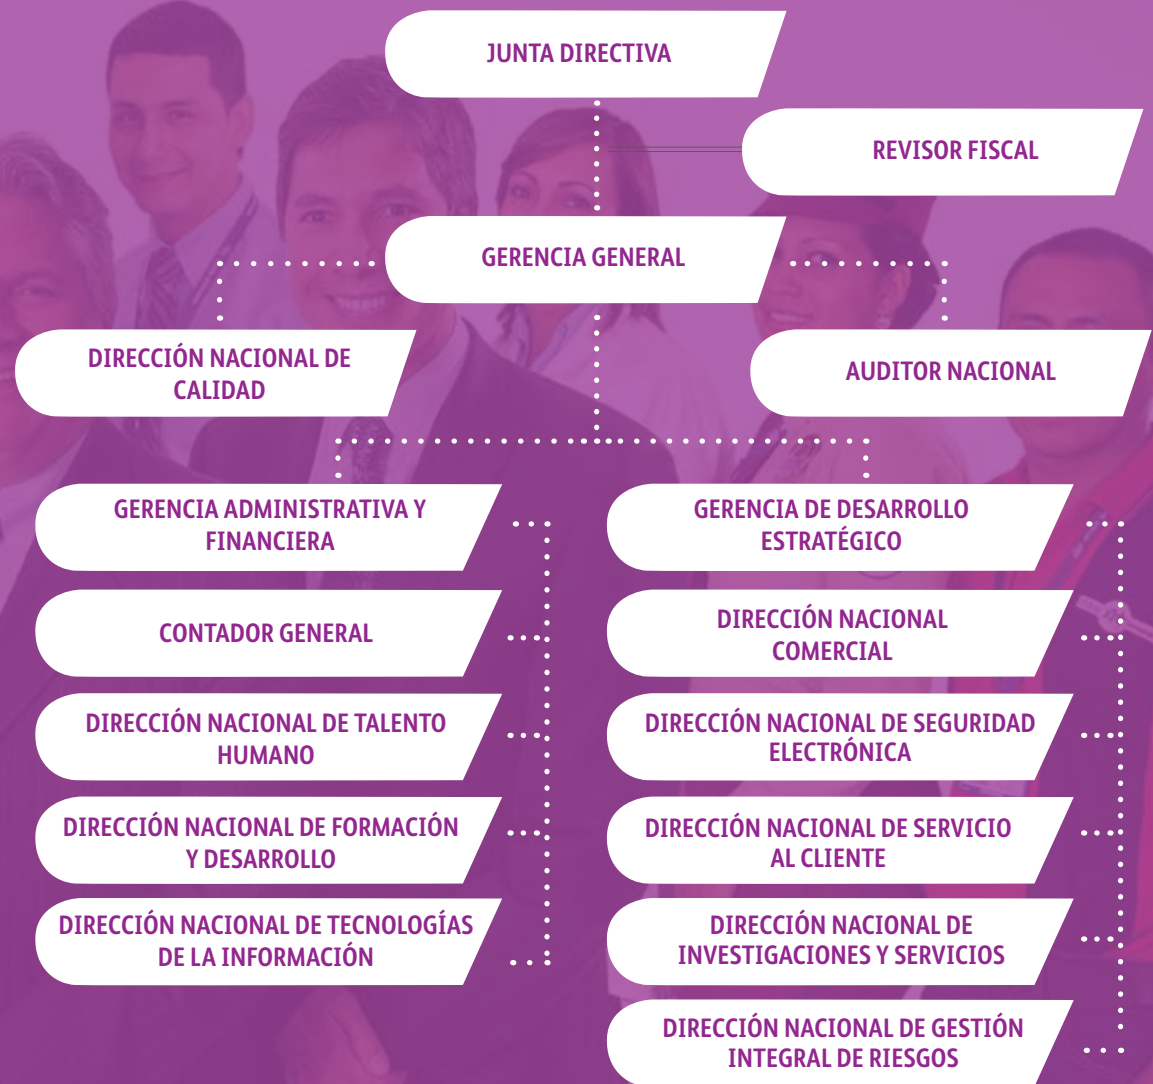 JUNTA DIRECTIVA
REVISOR FISCAL
GERENCIA GENERAL
DIRECCIÓN NACIONAL DE
CALIDAD
AUDITOR NACIONAL
GERENCIA ADMINISTRATIVA Y
FINANCIERA
CONTADOR GENERAL
DIRECCIÓN NACIONAL DE TALENTO
HUMANO
DIRECCIÓN NACIONAL DE FORMACIÓN
Y DESARROLLO
DIRECCIÓN NACIONAL DE TECNOLOGÍAS
DE LA INFORMACIÓN
GERENCIA DE DESARROLLO
ESTRATÉGICO
DIRECCIÓN NACIONAL
COMERCIAL
DIRECCIÓN NACIONAL DE SEGURIDAD
ELECTRÓNICA
DIRECCIÓN NACIONAL DE SERVICIO
AL CLIENTE
DIRECCIÓN NACIONAL DE
INVESTIGACIONES Y SERVICIOS
DIRECCIÓN NACIONAL DE GESTIÓN
INTEGRAL DE RIESGOS